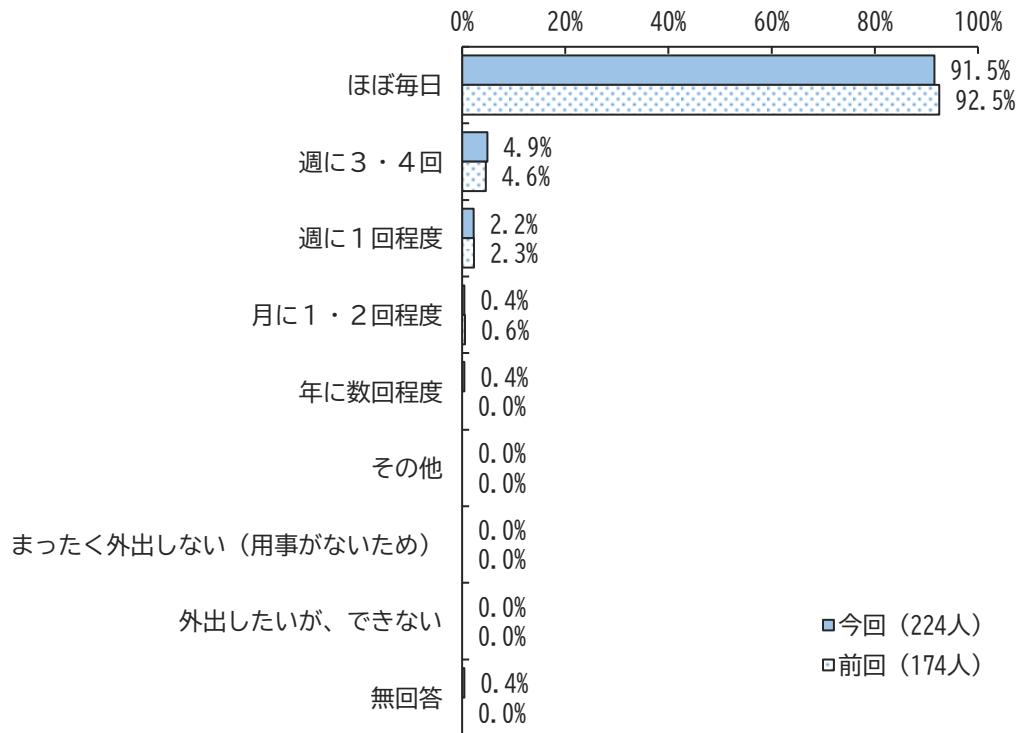 0% 20% 40% 60% 80% 100%
ほぼ毎日
91.5%
92.5%
週に３・４回
4.9%
4.6%
週に１回程度
2.2%
2.3%
月に１・２回程度
0.4%
0.6%
年に数回程度
0.4%
0.0%
その他
0.0%
0.0%
まったく外出しない（用事がないため）
0.0%
0.0%
外出したいが、できない
0.0%
0.0%
無回答
0.4%
0.0%
今回（224人）
前回（174人）